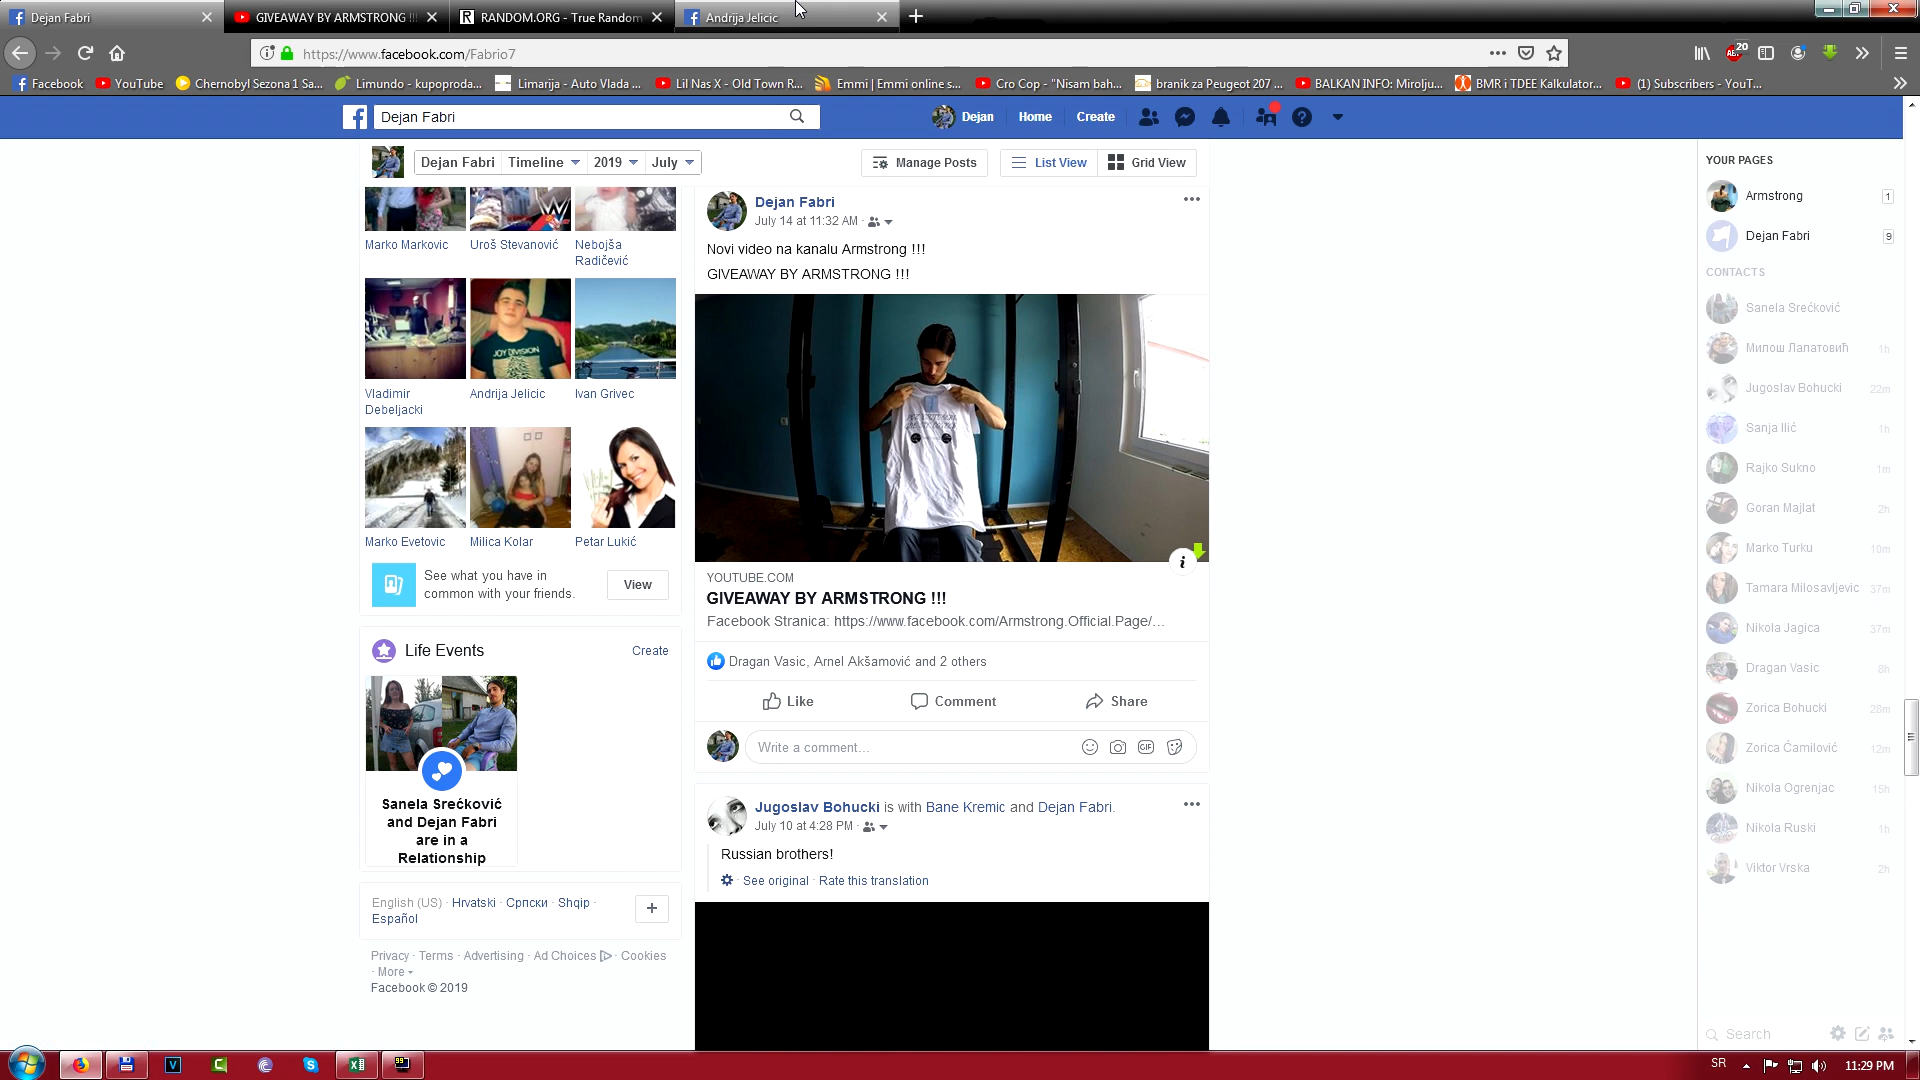 Dejan Fabri
GIVEAWAY BY ARMSTRONG !!!
RANDOM.ORG - True Random
Andrija Jelicic
https://www.facebook.com/Fabrio7
20
Facebook
YouTube
Chernobyl Sezona 1 Sa...
Limundo - kupoproda...
Limarija - Auto Vlada ...
Lil Nas X - Old Town R...
Emmi | Emmi online s...
Cro Cop - "Nisam bah...
branik za Peugeot 207 ...
BALKAN INFO: Mirolju...
BMR i TDEE Kalkulator...
(1) Subscribers - YouT...
Dejan Fabri
Dejan
Home
Create
Dejan Fabri
Timeline
2019
July
Manage Posts
List View
Grid View
Marko Markovic
Uroš Stevanović
Nebojša
Radičević
JOY DIVISION
Vladimir
Debeljacki
Andrija Jelicic
Ivan Grivec
Marko Evetovic
Milica Kolar
Petar Lukić
See what you have in
common with your friends.
View
Life Events
Create
Sanela Srećković
and Dejan Fabri
are in a
Relationship
English (US) · Hrvatski · Српски · Shqip ·
Español
Privacy · Terms · Advertising · Ad Choices · Cookies
· More
Facebook © 2019
Dejan Fabri
July 14 at 11:32 AM ·
Novi video na kanalu Armstrong !!!
GIVEAWAY BY ARMSTRONG !!!
YOUTUBE.COM
GIVEAWAY BY ARMSTRONG !!!
Facebook Stranica: https://www.facebook.com/Armstrong.Official.Page/...
Dragan Vasic, Arnel Akšamović and 2 others
Like
Comment
Share
Write a comment...
GIF
Jugoslav Bohucki is with Bane Kremic and Dejan Fabri.
July 10 at 4:28 PM ·
Russian brothers!
· See original · Rate this translation
YOUR PAGES
Armstrong
1
Dejan Fabri
9
CONTACTS
Sanela Srećković
Милош Лапатовић
1h
Jugoslav Bohucki
22m
Sanja Ilić
1h
Rajko Sukno
1m
Goran Majlat
2h
Marko Turku
10m
Tamara Milosavljevic
37m
Nikola Jagica
37m
Dragan Vasic
8h
Zorica Bohucki
28m
Zorica Ćamilović
12m
Nikola Ogrenjac
15h
Nikola Ruski
1h
Viktor Vrska
2h
Search
SR
11:29 PM